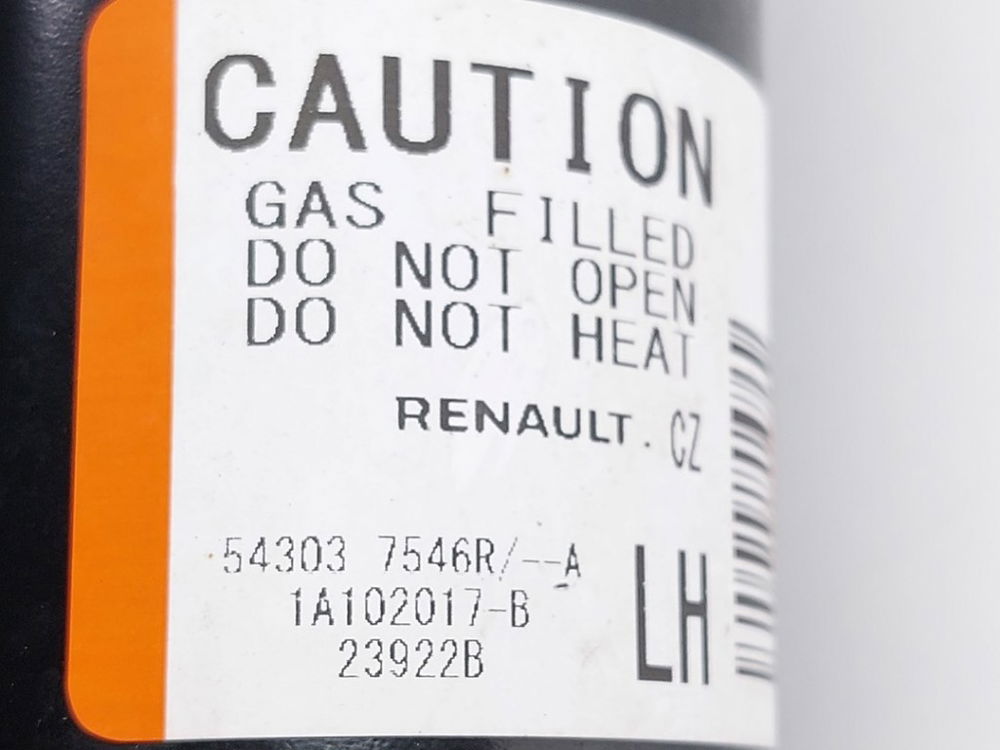 CAUTION
GAS FILLED
DO NOT OPEN
DO NOT HEAT
RENAULT. CZ
54303 7546R/--A
1A102017-B
23922B
LH